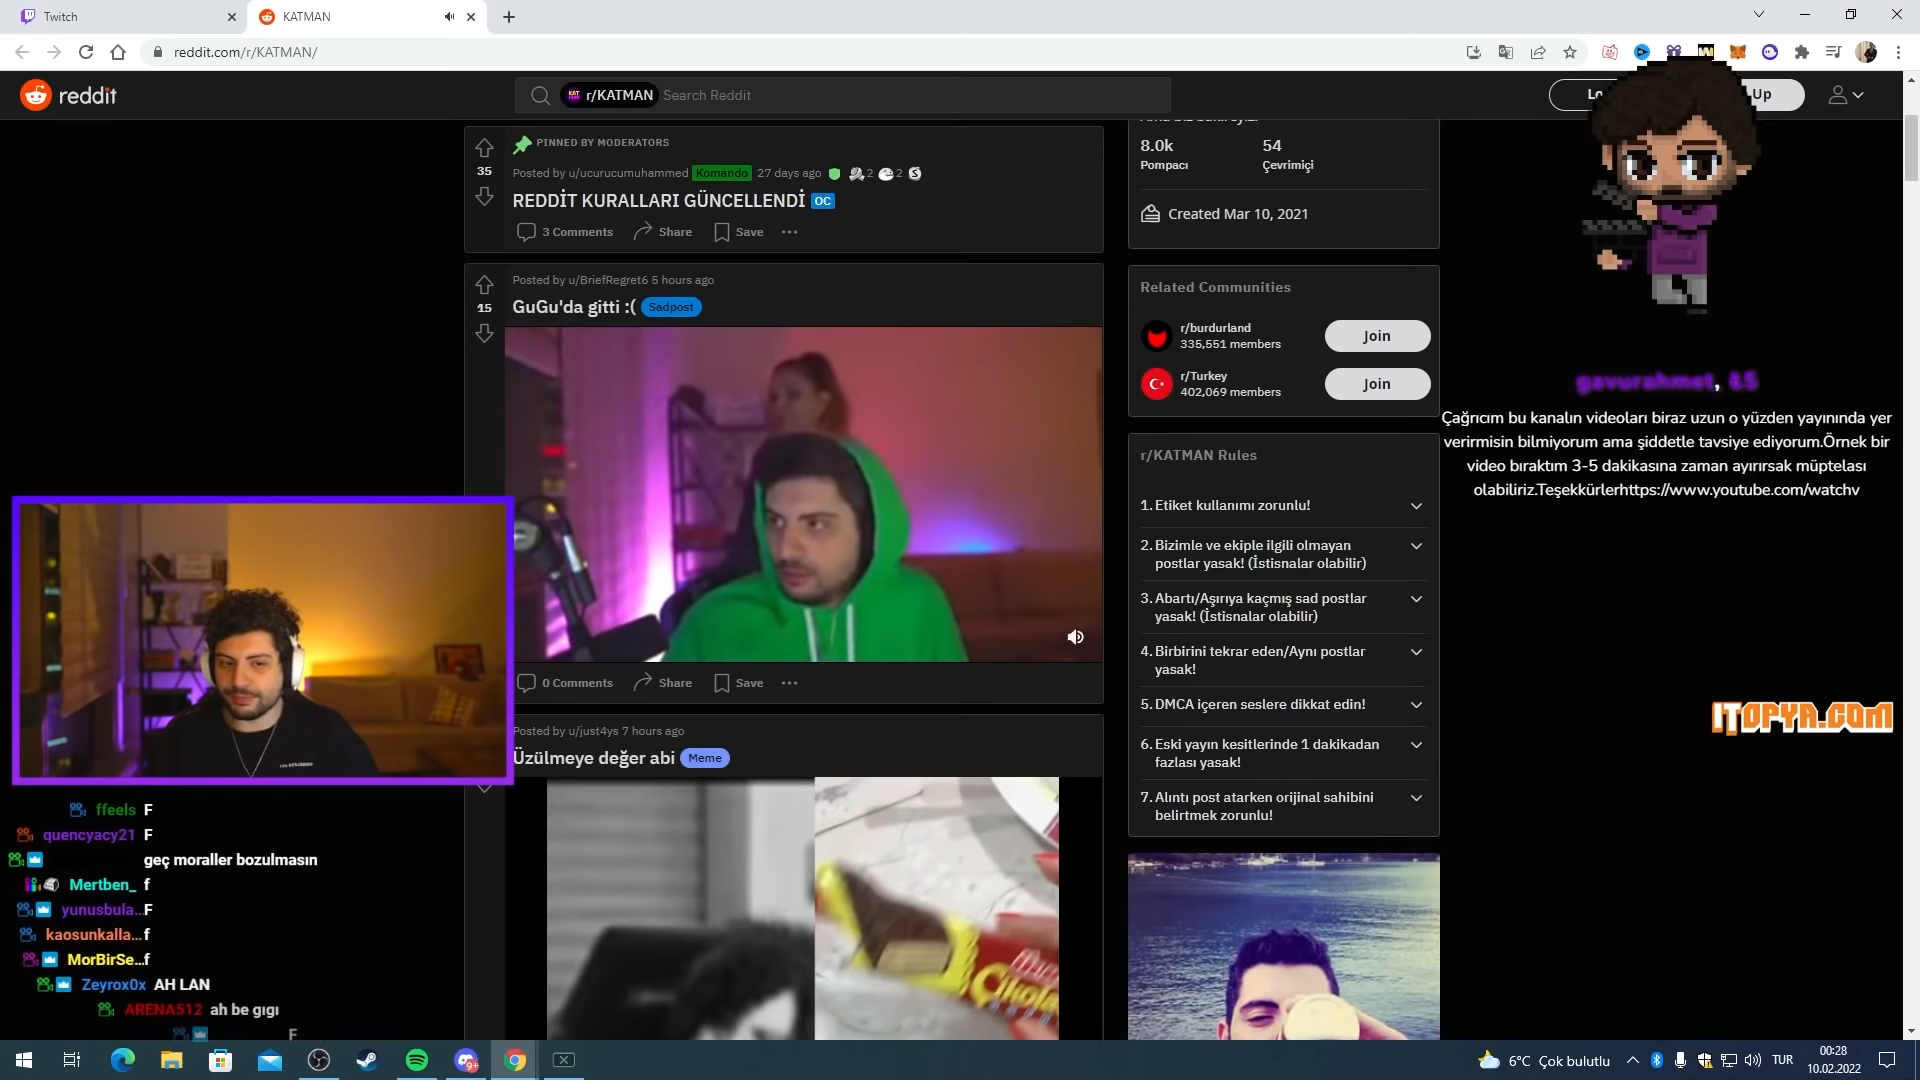 Twitch
KATMAN
reddit.com/r/KATMAN/
reddit
r/KATMAN Search Reddit
Up
PINNED BY MODERATORS
35
Posted by u/ucurucumuhammed Komando 27 days ago 2 2
REDDİT KURALLARI GÜNCELLENDİ OC
3 Comments Share Save
Posted by u/BriefRegret6 5 hours ago
15
GuGu'da gitti :( Sadpost
0 Comments Share Save
Posted by u/just4ys 7 hours ago
Üzülmeye değer abi Meme
Çikola
8.0k 54
Pompacı Çevrimiçi
Created Mar 10, 2021
Related Communities
r/burdurland
335,551 members
Join
r/Turkey
402,069 members
Join
r/KATMAN Rules
1. Etiket kullanımı zorunlu!
2. Bizimle ve ekiple ilgili olmayan
postlar yasak! (İstisnalar olabilir)
3. Abartı/Aşırıya kaçmış sad postlar
yasak! (İstisnalar olabilir)
4. Birbirini tekrar eden/Aynı postlar
yasak!
5. DMCA içeren seslere dikkat edin!
6. Eski yayın kesitlerinde 1 dakikadan
fazlası yasak!
7. Alıntı post atarken orijinal sahibini
belirtmek zorunlu!
gavurahmet, ₺5
Çağrıcım bu kanalın videoları biraz uzun o yüzden yayınında yer
verirmisin bilmiyorum ama şiddetle tavsiye ediyorum.Örnek bir
video bıraktım 3-5 dakikasına zaman ayırırsak müptelası
olabiliriz.Teşekkürlerhttps://www.youtube.com/watchv
ITOPYA.COM
ffeels F
quencyacy21 F
geç moraller bozulmasın
Mertben_ f
yunusbula...F
kaosunkalla...f
MorBirSe...f
Zeyrox0x AH LAN
ARENA512 ah be gıgı
F
9+
6°C Çok bulutlu
TUR
00:28
10.02.2022